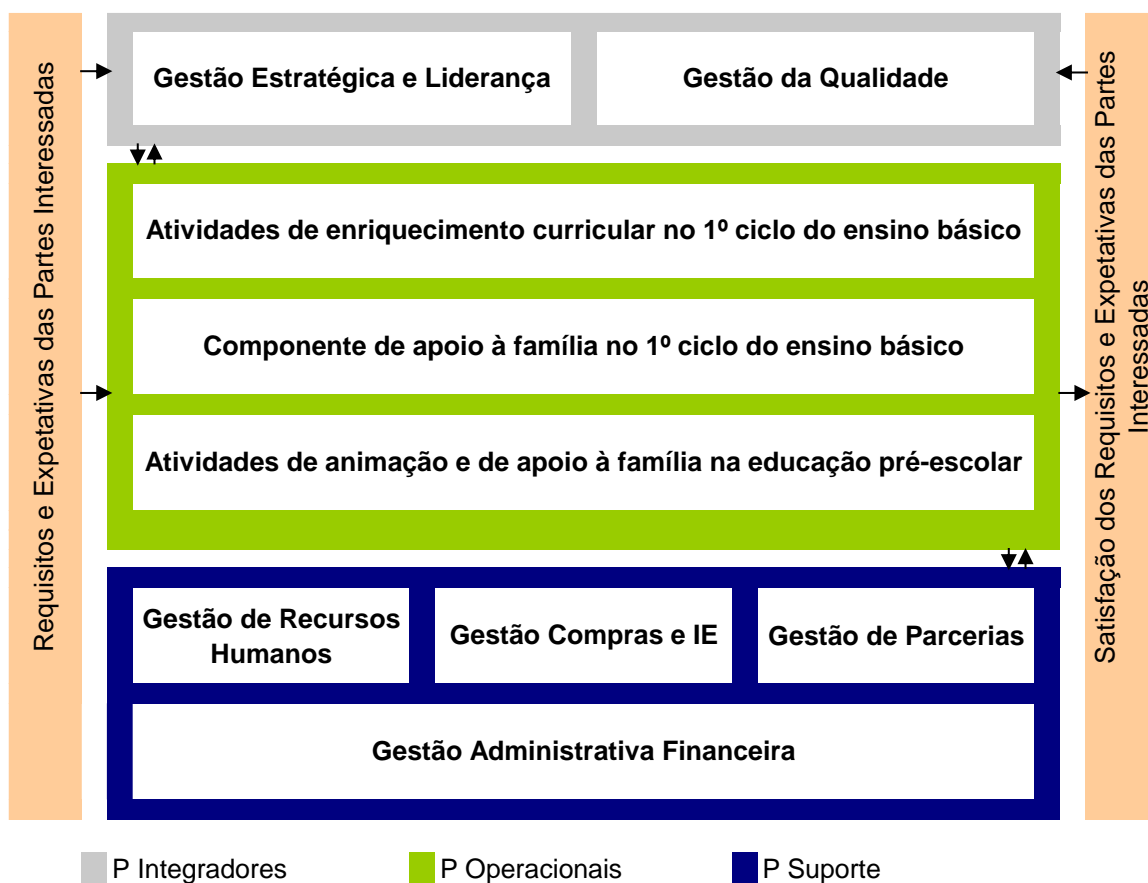 Requisitos e Expetativas das Partes Interessadas
Gestão Estratégica e Liderança
Gestão da Qualidade
Atividades de enriquecimento curricular no 1º ciclo do ensino básico
Componente de apoio à família no 1º ciclo do ensino básico
Atividades de animação e de apoio à família na educação pré-escolar
Gestão de Recursos
Humanos
Gestão Compras e IE
Gestão de Parcerias
Gestão Administrativa Financeira
Satisfação dos Requisitos e Expetativas das Partes
Interessadas
P Integradores
P Operacionais
P Suporte